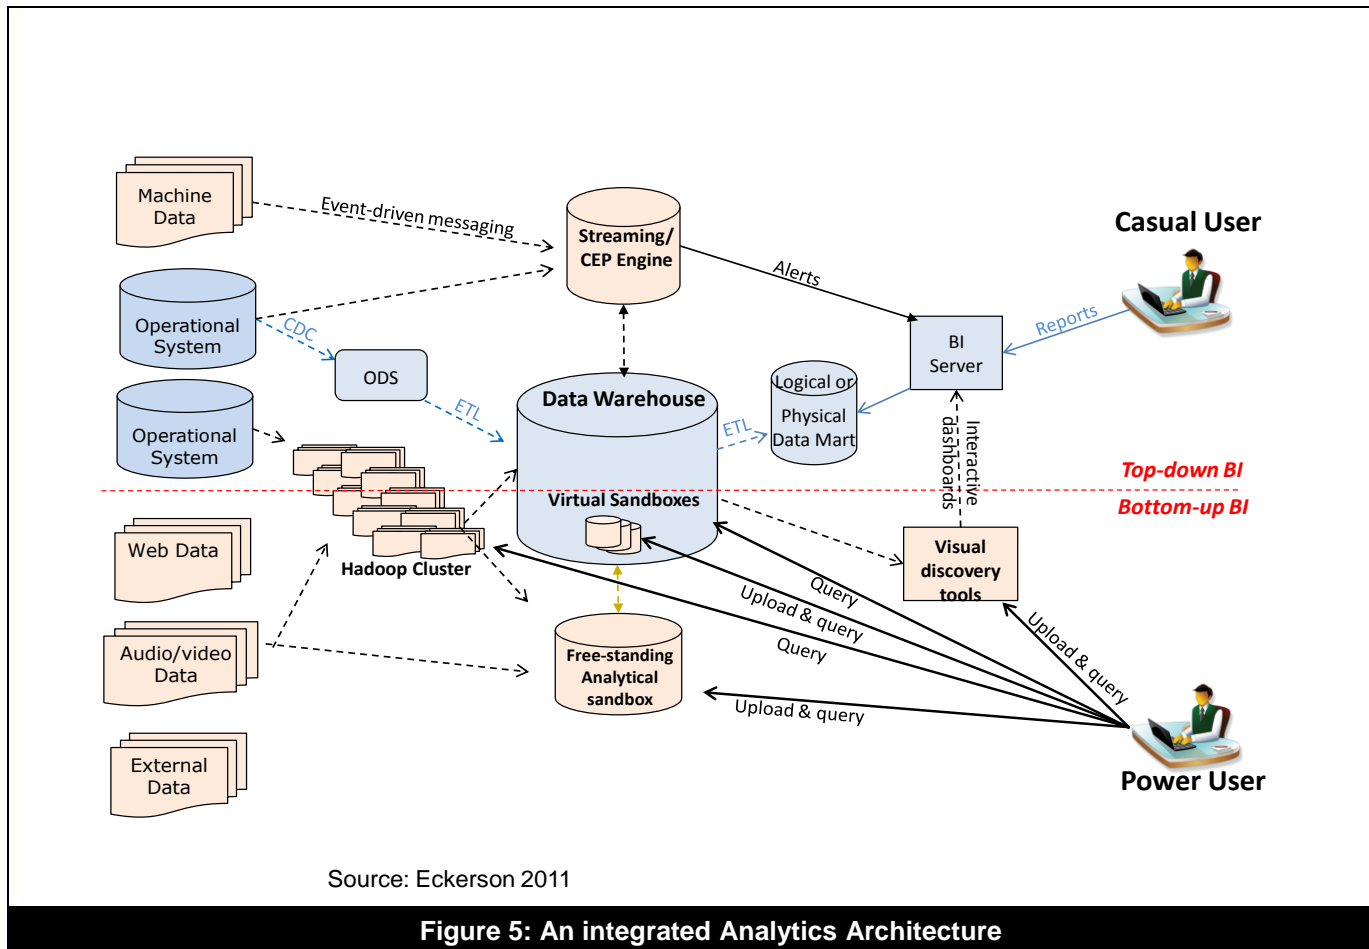 Machine
Data
Event-driven messaging
Streaming/
CEP Engine
Alerts
Casual User
Operational
System
CDC
ODS
ETL
Reports
BI
Server
Data Warehouse
Logical or
Physical
Data Mart
ETL
Operational
System
Interactive
dashboards
Top-down BI
Bottom-up BI
Virtual Sandboxes
Web Data
Hadoop Cluster
Visual
discovery
tools
Query
Upload & query
Query
Upload & query
Audio/video
Data
Free-standing
Analytical
sandbox
Upload & query
External
Data
Power User
Source: Eckerson 2011
Figure 5: An integrated Analytics Architecture